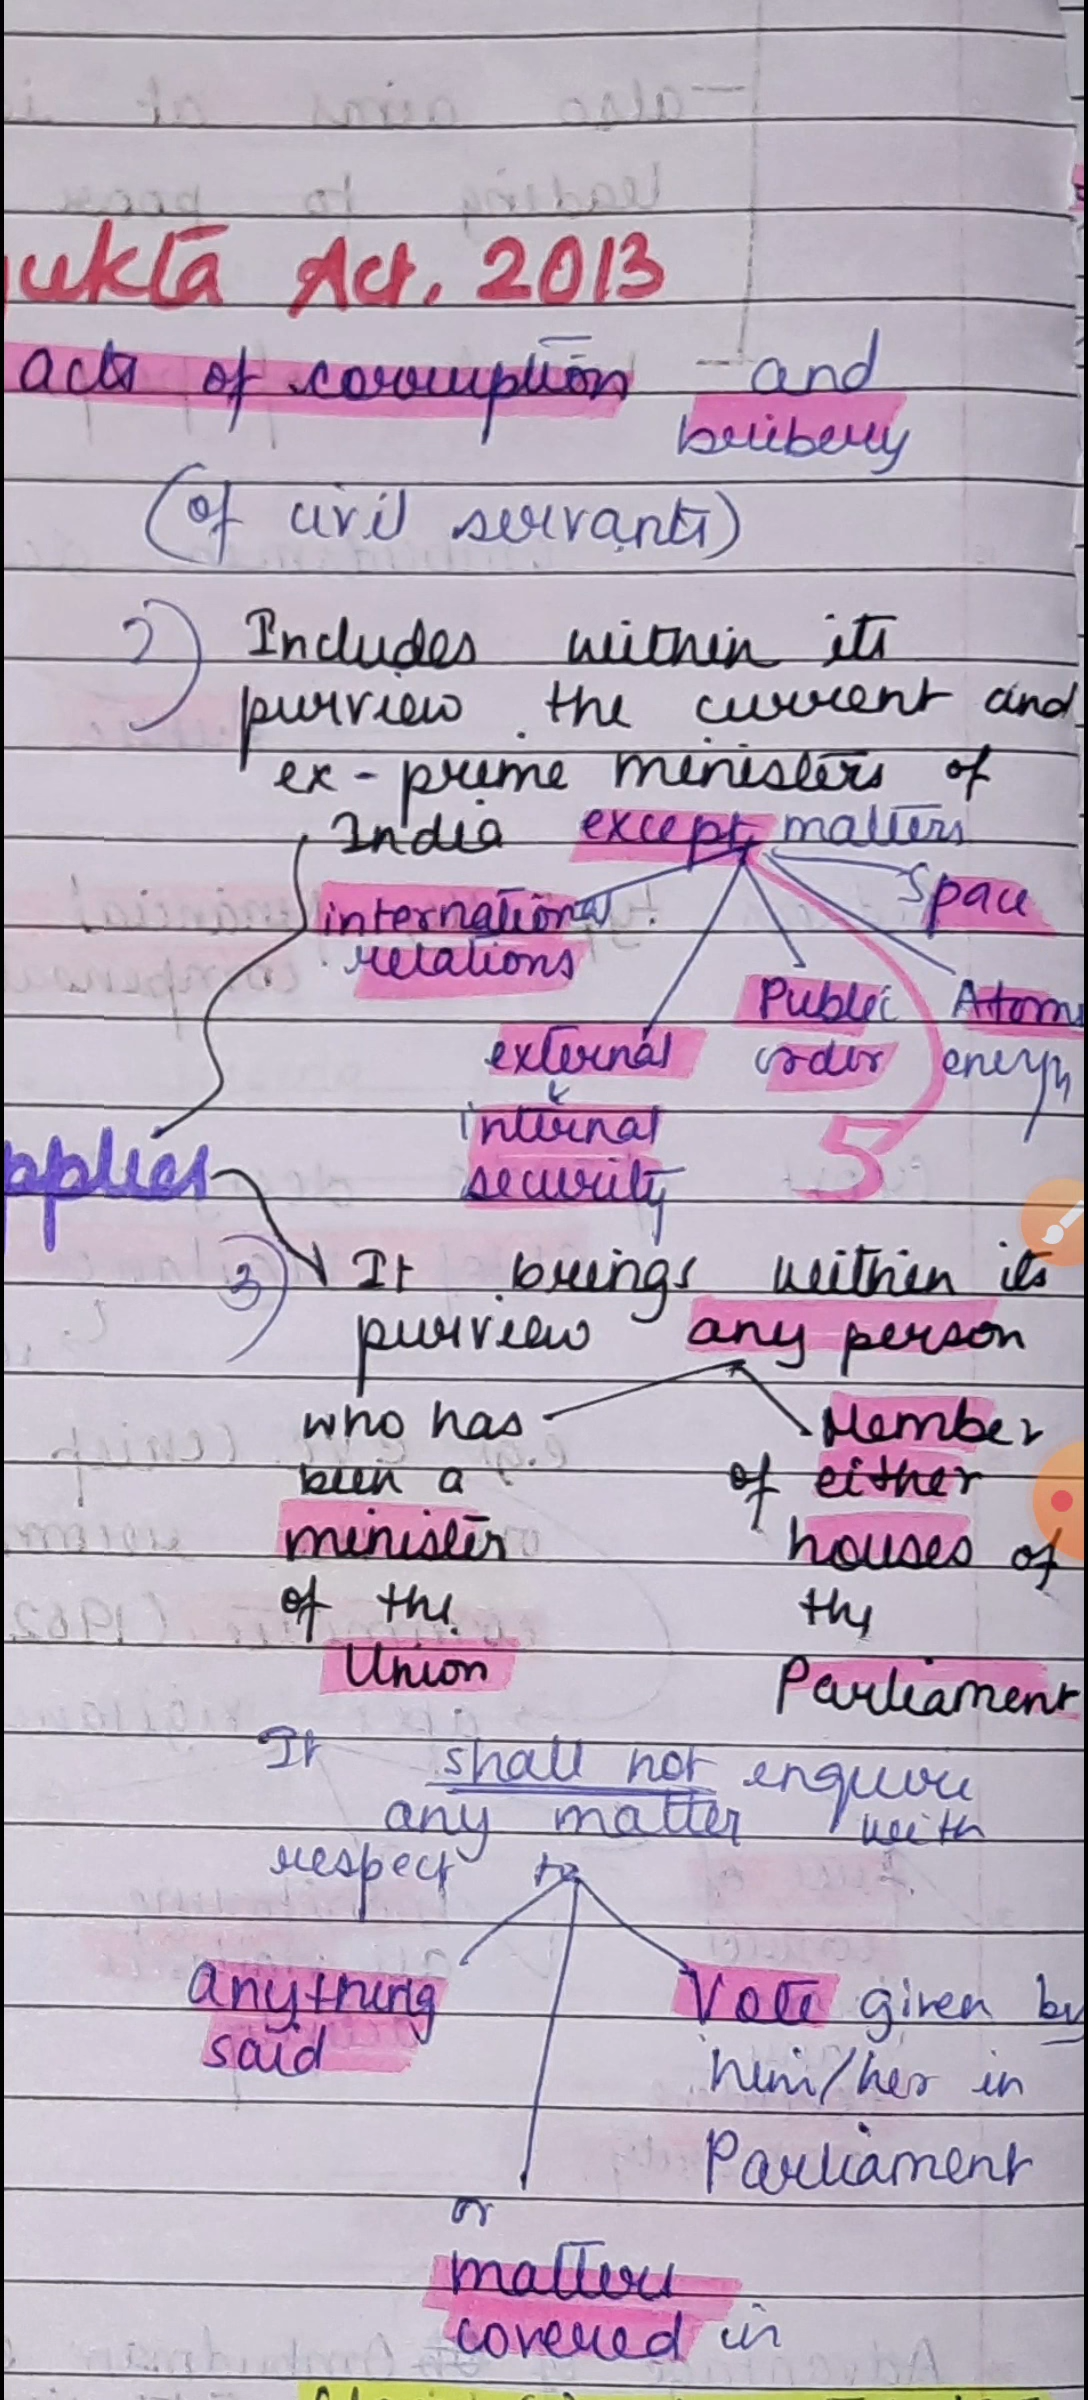 ukta Act, 2013
acts of corruption and
bribery
(of civil servants)
2) Includes within its
purview the current and
ex-prime ministers of
India except matters
Space
international
relations
Public
order
Atom
energy
external
&
internal
security
5
applies
3) It brings within its
purview any person
who has
been a
minister
of the
Union
Member
of either
houses of
the
Parliament
It shall not enquire
any matter with
respect to
anything
said
Vote given by
him/her in
Parliament
or
matters
covered in